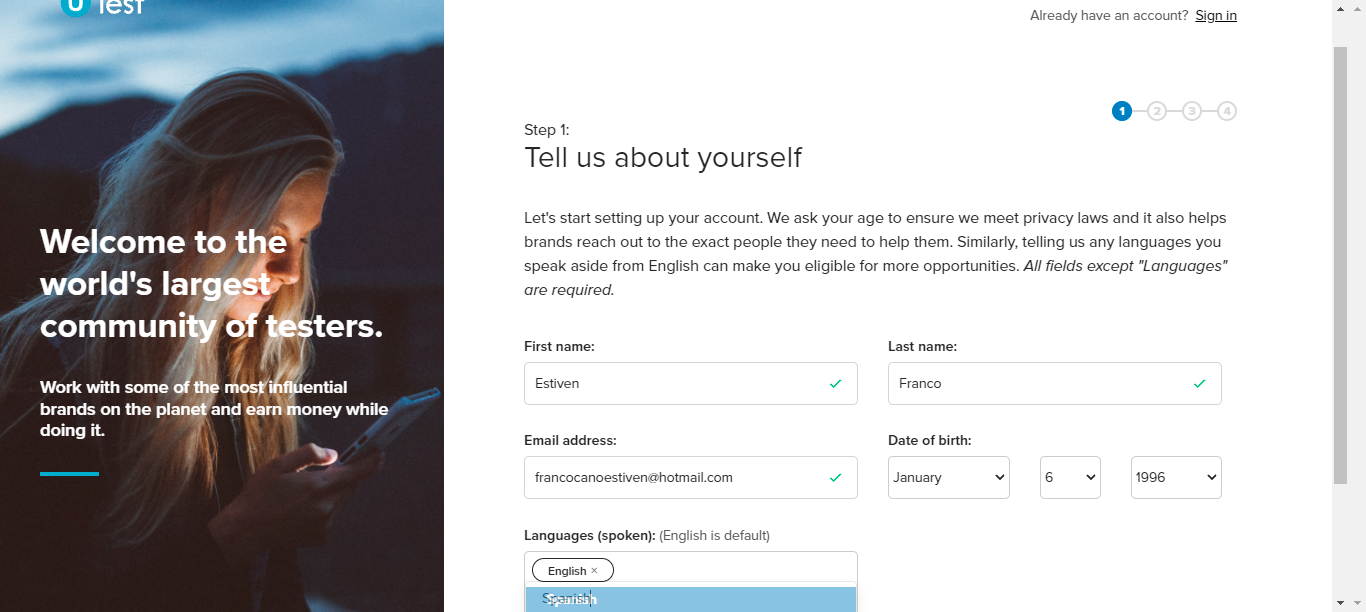 uTest
Already have an account? Sign in
1 2 3 4
Step 1:
Tell us about yourself
Let's start setting up your account. We ask your age to ensure we meet privacy laws and it also helps
brands reach out to the exact people they need to help them. Similarly, telling us any languages you
speak aside from English can make you eligible for more opportunities. All fields except "Languages"
are required.
Welcome to the
world's largest
community of testers.
Work with some of the most influential
brands on the planet and earn money while
doing it.
First name: Last name:
Estiven Franco
Email address: Date of birth:
francocanoestiven@hotmail.com January 6 1996
Languages (spoken): (English is default)
English ×
Spanish Spanish